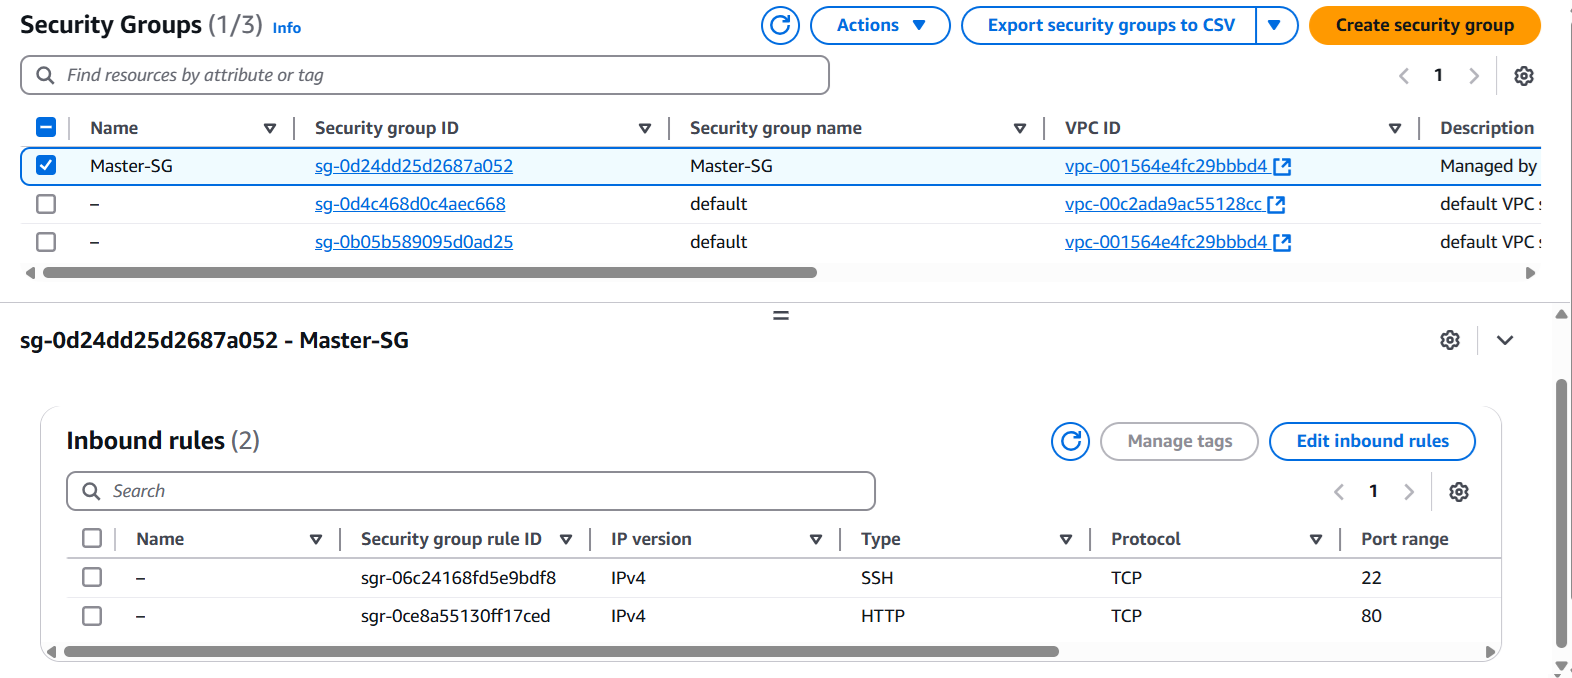 Security Groups (1/3) Info Actions Export security groups to CSV Create security group
Find resources by attribute or tag 1
Name Security group ID Security group name VPC ID Description
Master-SG sg-0d24dd25d2687a052 Master-SG vpc-001564e4fc29bbbd4 Managed by
– sg-0d4c468d0c4aec668 default vpc-00c2ada9ac55128cc default VPC s
– sg-0b05b589095d0ad25 default vpc-001564e4fc29bbbd4 default VPC s
sg-0d24dd25d2687a052 - Master-SG
Inbound rules (2) Manage tags Edit inbound rules
Search 1
Name Security group rule ID IP version Type Protocol Port range
– sgr-06c24168fd5e9bdf8 IPv4 SSH TCP 22
– sgr-0ce8a55130ff17ced IPv4 HTTP TCP 80